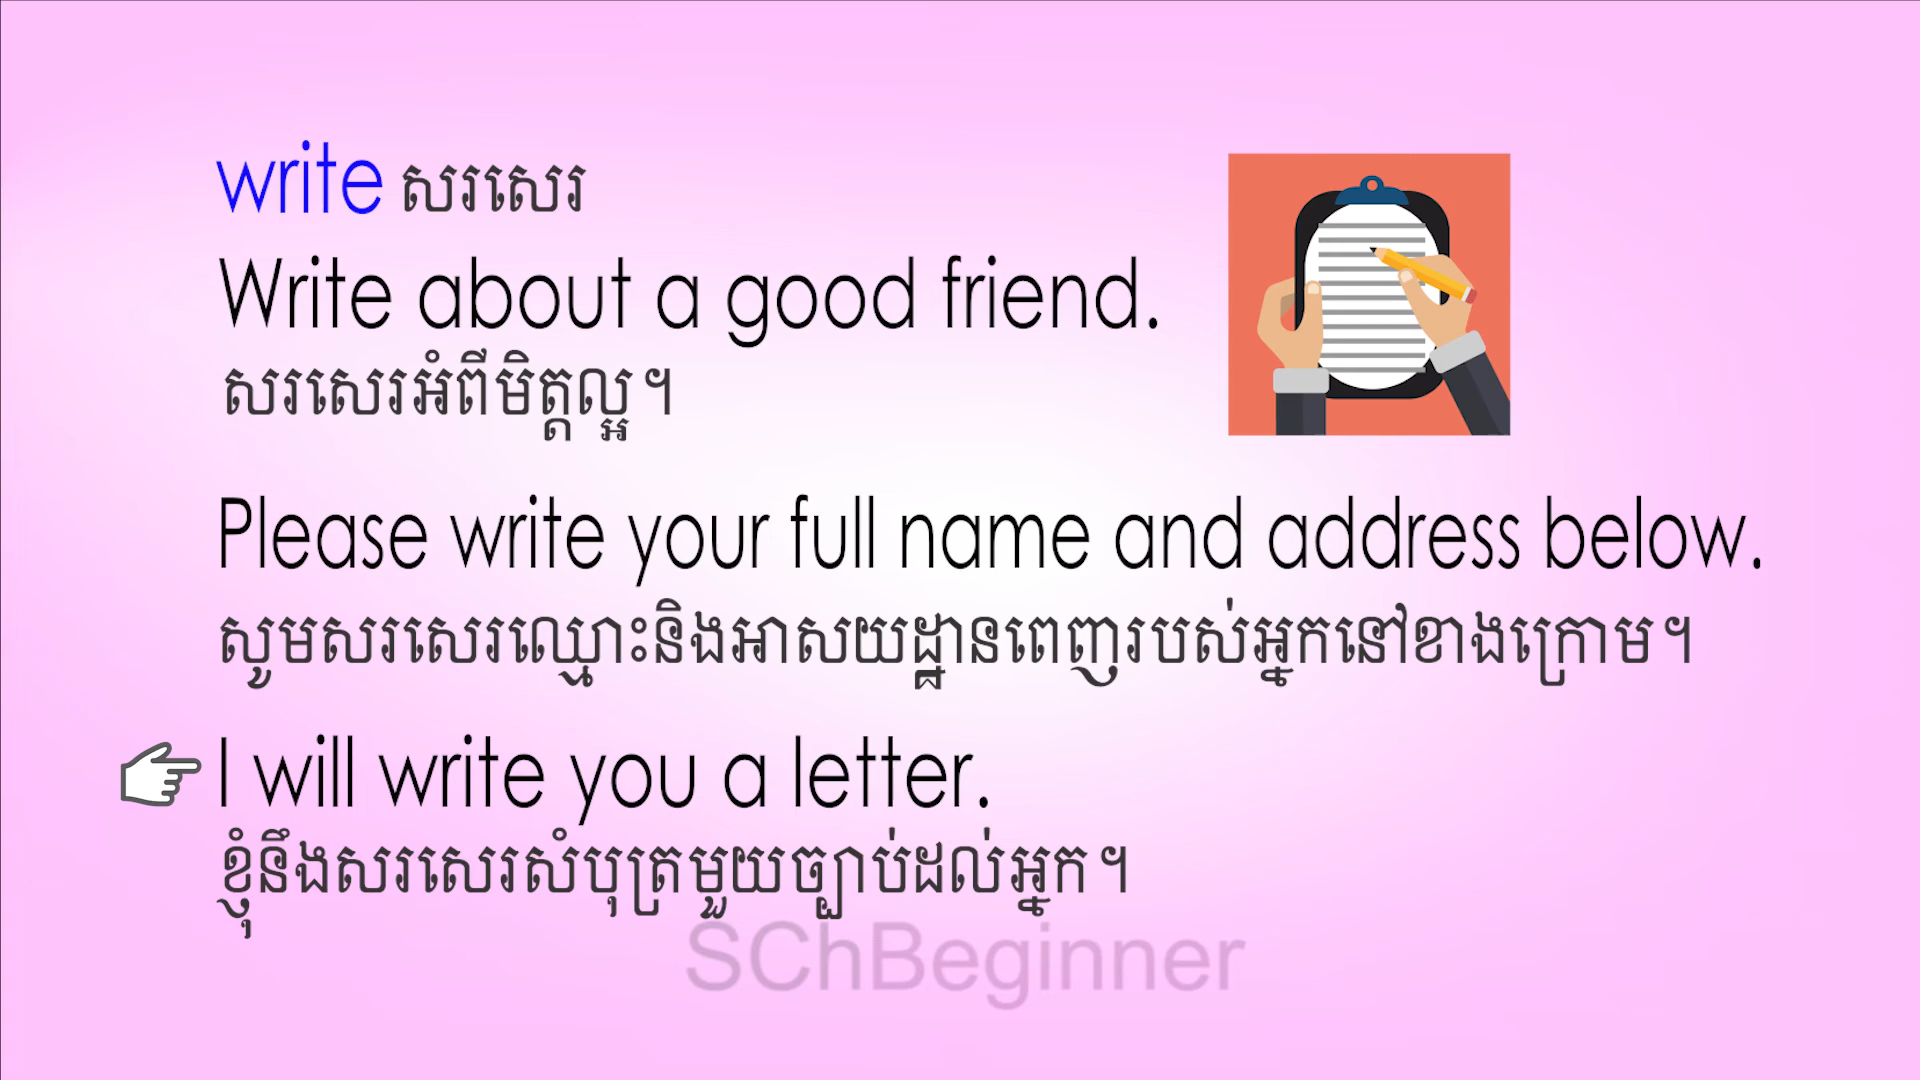 write សរសេរ
Write about a good friend.
សរសេរអំពីមិត្តល្អ។
Please write your full name and address below.
សូមសរសេរឈ្មោះនិងអាសយដ្ឋានពេញរបស់អ្នកនៅខាងក្រោម។
I will write you a letter.
ខ្ញុំនឹងសរសេរសំបុត្រមួយច្បាប់ដល់អ្នក។
SChBeginner